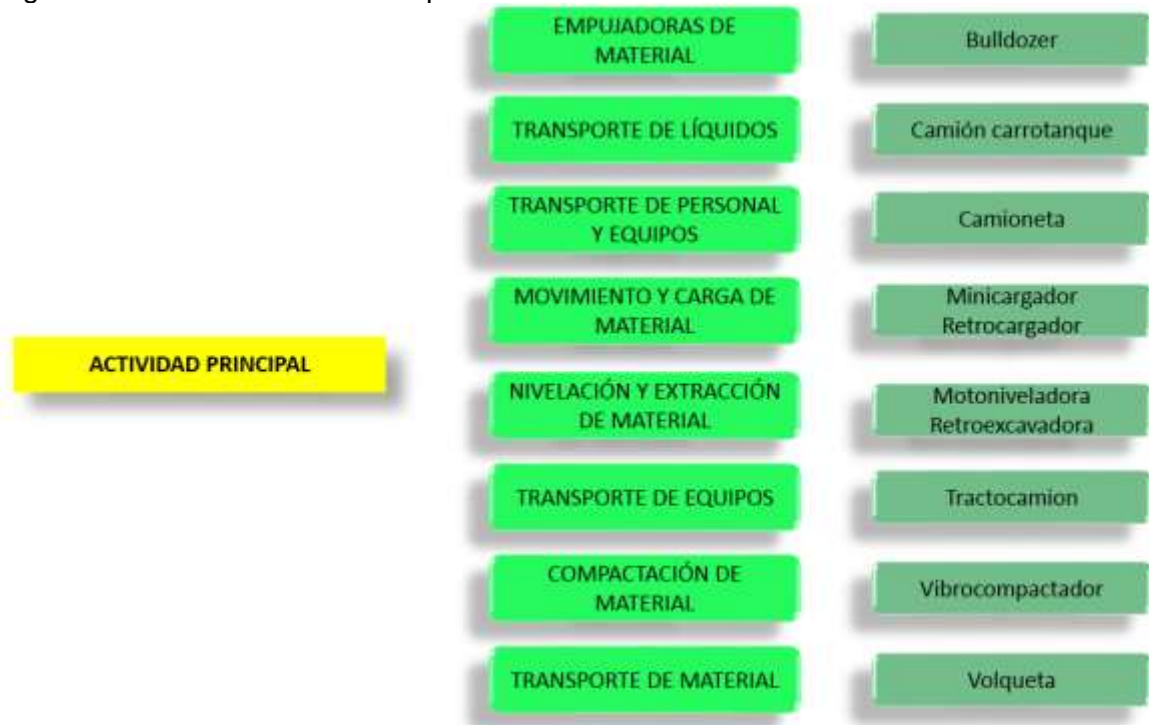 EMPUJADORAS DE
MATERIAL
Bulldozer
TRANSPORTE DE LÍQUIDOS
Camión carrotanque
TRANSPORTE DE PERSONAL
Y EQUIPOS
Camioneta
MOVIMIENTO Y CARGA DE
MATERIAL
Minicargador
Retrocargador
ACTIVIDAD PRINCIPAL
NIVELACIÓN Y EXTRACCIÓN
DE MATERIAL
Motoniveladora
Retroexcavadora
TRANSPORTE DE EQUIPOS
Tractocamion
COMPACTACIÓN DE
MATERIAL
Vibrocompactador
TRANSPORTE DE MATERIAL
Volqueta